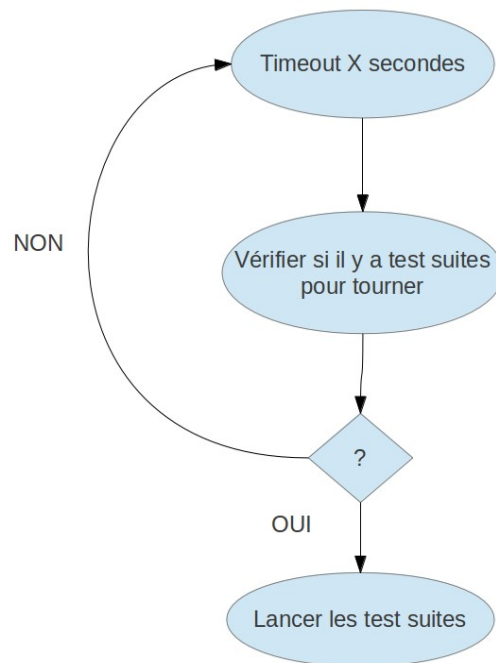 Timeout X secondes
NON
Vérifier si il y a test suites
pour tourner
?
OUI
Lancer les test suites